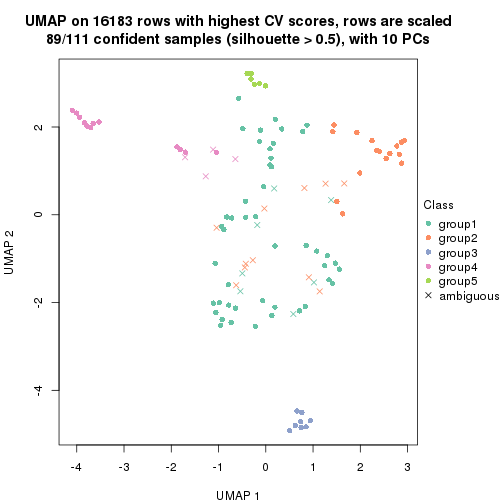 UMAP on 16183 rows with highest CV scores, rows are scaled
89/111 confident samples (silhouette > 0.5), with 10 PCs
2
0
-2
-4
UMAP 2
-4 -3 -2 -1 0 1 2 3
UMAP 1
Class
group1
group2
group3
group4
group5
ambiguous